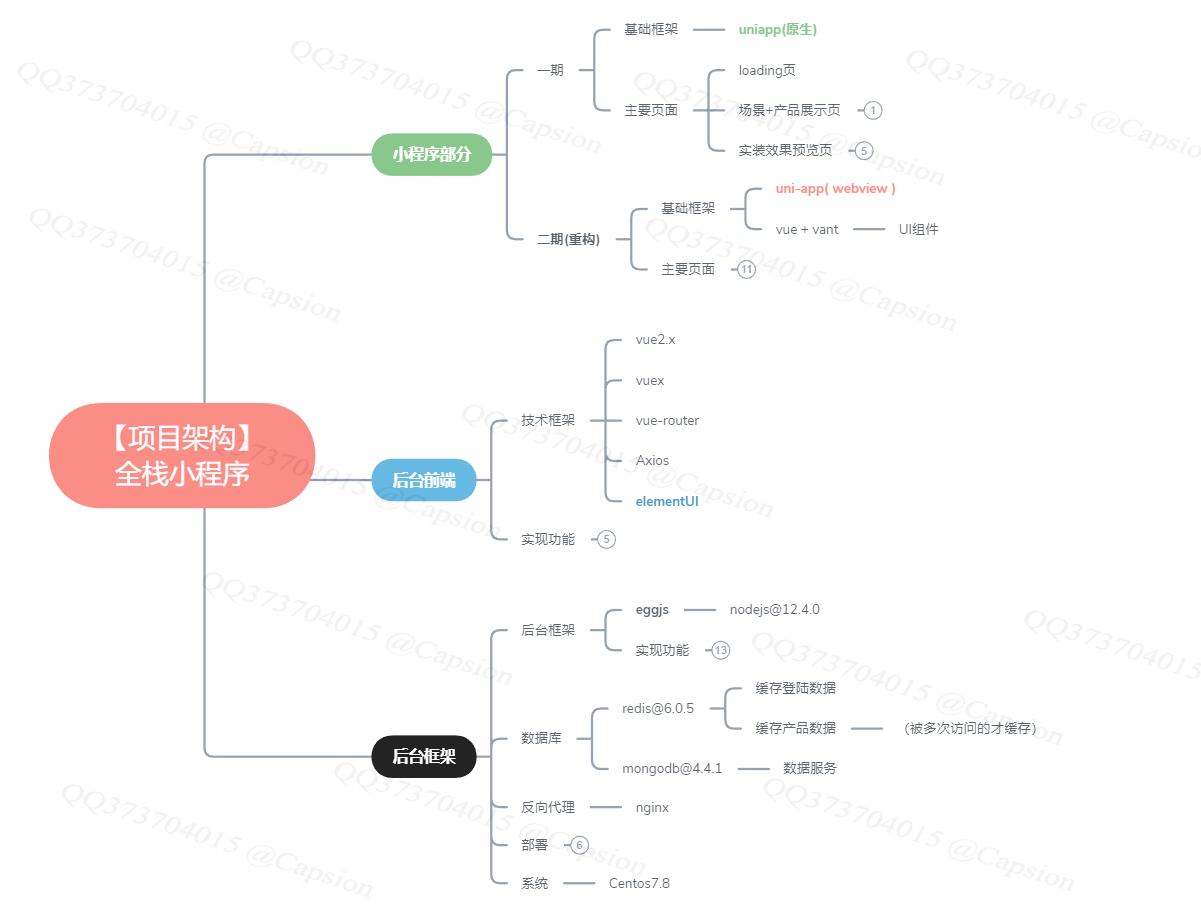 【项目架构】
全栈小程序
小程序部分
一期
基础框架
uniapp(原生)
主要页面
loading页
场景+产品展示页
1
实装效果预览页
5
二期(重构)
基础框架
uni-app( webview )
vue + vant
UI组件
主要页面
11
后台前端
技术框架
vue2.x
vuex
vue-router
Axios
elementUI
实现功能
5
后台框架
后台框架
eggjs
nodejs@12.4.0
实现功能
13
数据库
redis@6.0.5
缓存登陆数据
缓存产品数据
（被多次访问的才缓存）
mongodb@4.4.1
数据服务
反向代理
nginx
部署
6
系统
Centos7.8
QQ373704015 @Capsion
QQ373704015 @Capsion
QQ373704015 @Capsion
QQ373704015 @Capsion
QQ373704015 @Capsion
QQ373704015 @Capsion
QQ373704015 @Capsion
QQ373704015 @Capsion
QQ373704015 @Capsion
QQ373704015 @Capsion
QQ373704015
QQ373704015 @Capsion
QQ373704015 @Capsion
QQ373704015 @Capsion